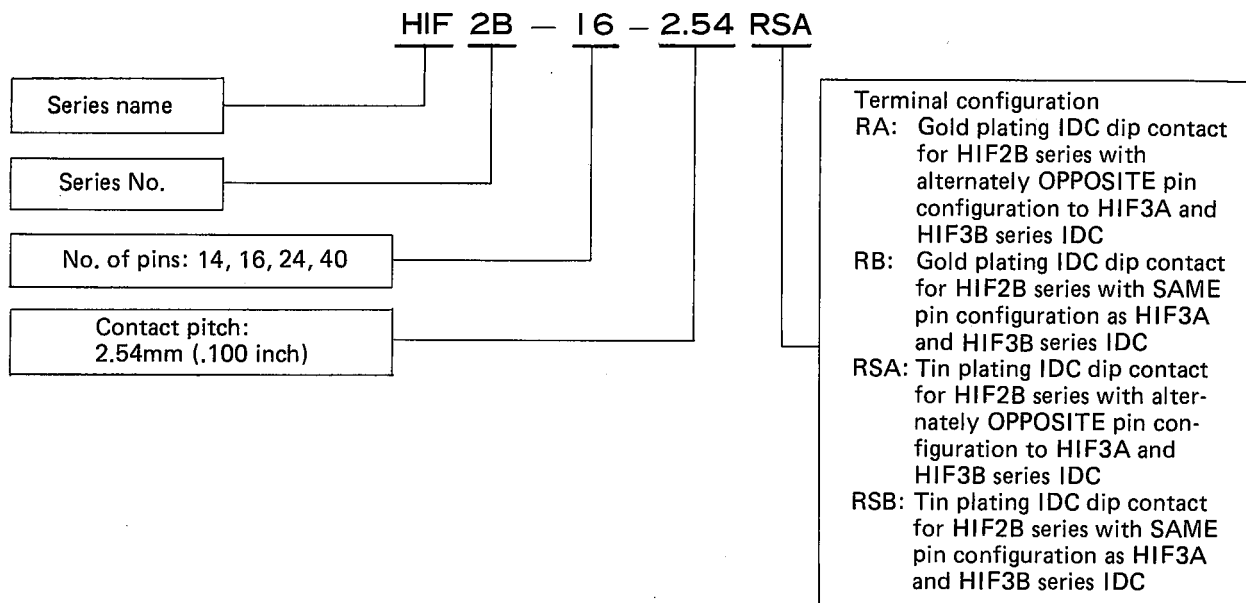 HIF 2B - 16 - 2.54 RSA
Series name
Series No.
No. of pins: 14, 16, 24, 40
Contact pitch:
2.54mm (.100 inch)
Terminal configuration
RA: Gold plating IDC dip contact
for HIF2B series with
alternately OPPOSITE pin
configuration to HIF3A and
HIF3B series IDC
RB: Gold plating IDC dip contact
for HIF2B series with SAME
pin configuration as HIF3A
and HIF3B series IDC
RSA: Tin plating IDC dip contact
for HIF2B series with alter-
nately OPPOSITE pin con-
figuration to HIF3A and
HIF3B series IDC
RSB: Tin plating IDC dip contact
for HIF2B series with SAME
pin configuration as HIF3A
and HIF3B series IDC